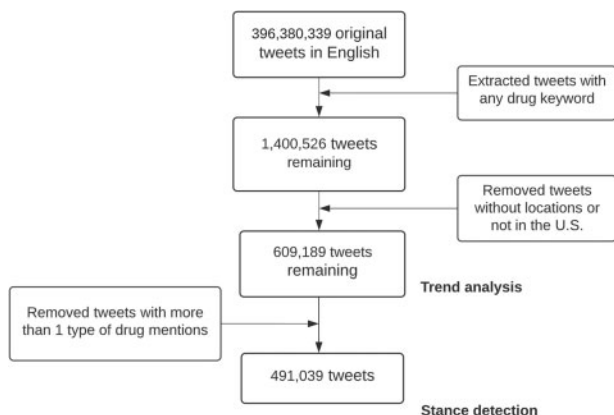 396,380,339 original
tweets in English
Extracted tweets with
any drug keyword
1,400,526 tweets
remaining
Removed tweets
without locations or
not in the U.S.
609,189 tweets
remaining
Trend analysis
Removed tweets with more
than 1 type of drug mentions
491,039 tweets
Stance detection